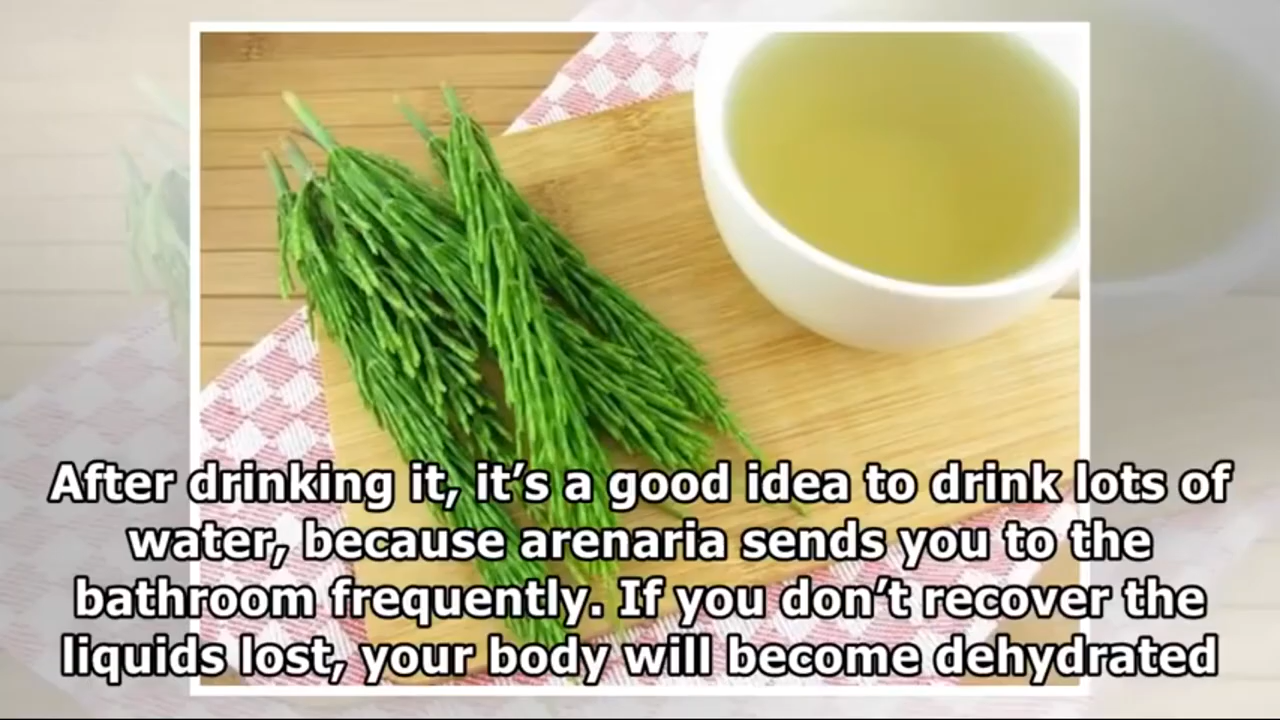 After drinking it, it’s a good idea to drink lots of
water, because arenaria sends you to the
bathroom frequently. If you don’t recover the
liquids lost, your body will become dehydrated